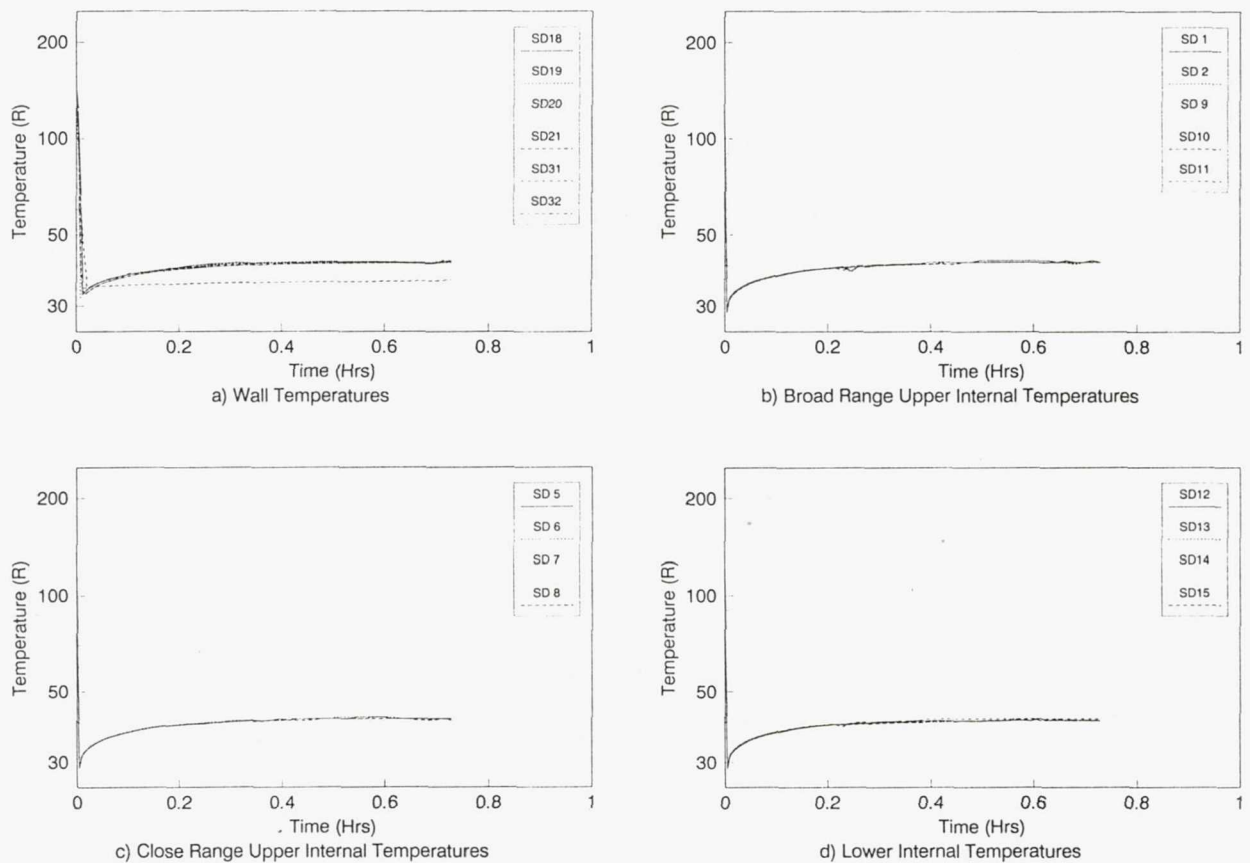 200
100
50
30
Temperature (R)
SD18
SD19
SD20
SD21
SD31
SD32
0 0.2 0.4 0.6 0.8 1
Time (Hrs)
a) Wall Temperatures
200
100
50
30
Temperature (R)
SD 1
SD 2
SD 9
SD10
SD11
0 0.2 0.4 0.6 0.8 1
Time (Hrs)
b) Broad Range Upper Internal Temperatures
200
100
50
30
Temperature (R)
SD 5
SD 6
SD 7
SD 8
0 0.2 0.4 0.6 0.8 1
Time (Hrs)
c) Close Range Upper Internal Temperatures
200
100
50
30
Temperature (R)
SD12
SD13
SD14
SD15
0 0.2 0.4 0.6 0.8 1
Time (Hrs)
d) Lower Internal Temperatures